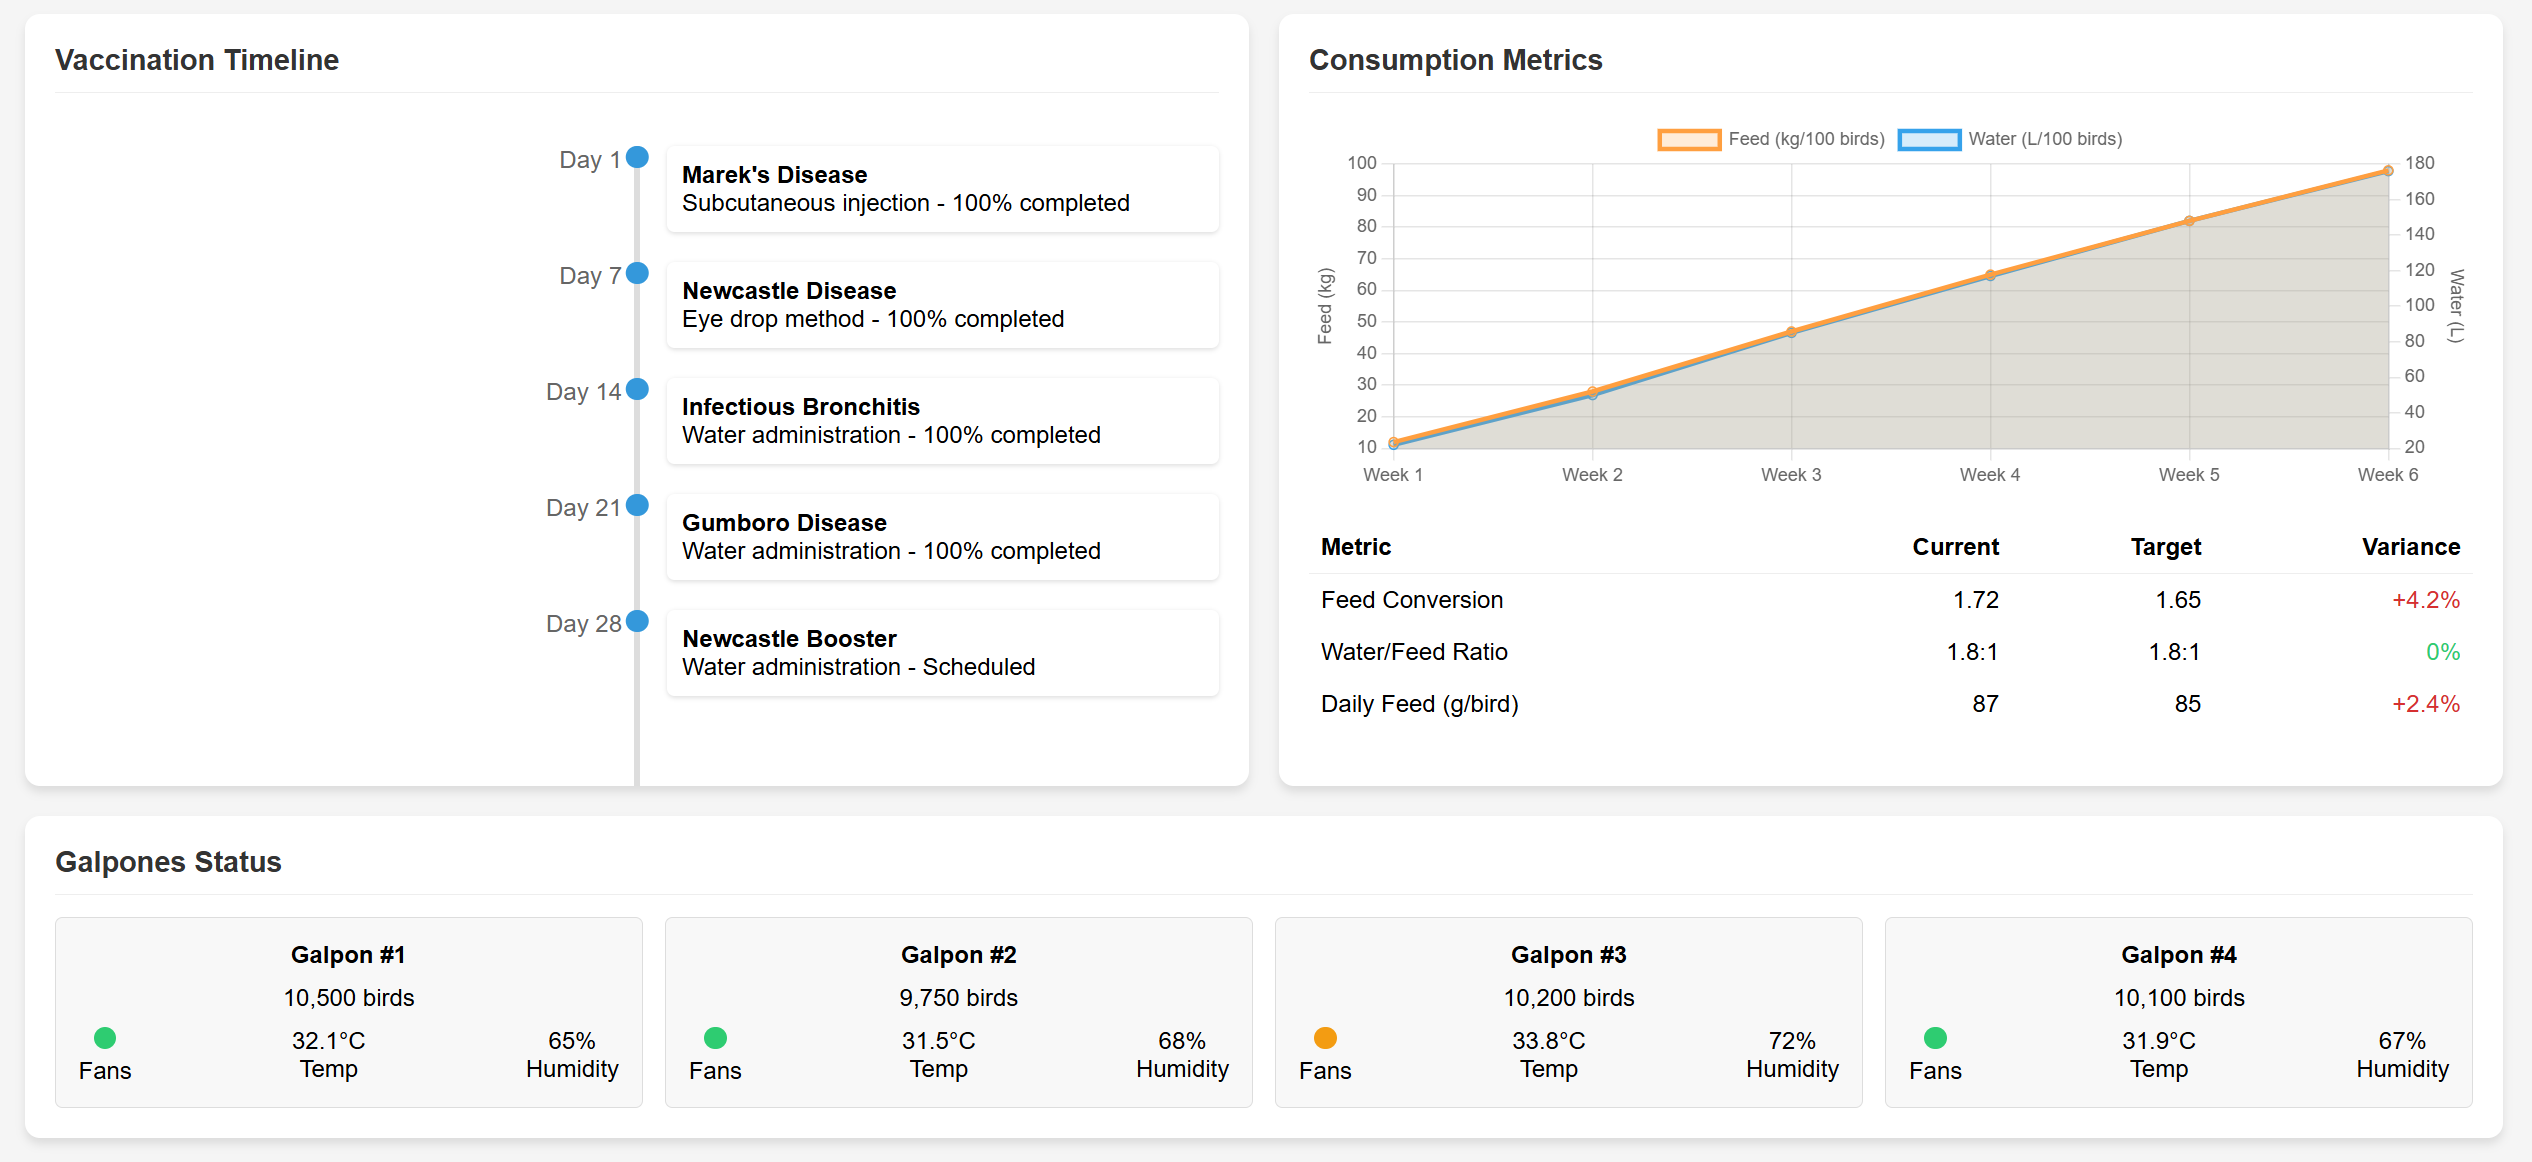 Vaccination Timeline
Day 1
Marek's Disease
Subcutaneous injection - 100% completed
Day 7
Newcastle Disease
Eye drop method - 100% completed
Day 14
Infectious Bronchitis
Water administration - 100% completed
Day 21
Gumboro Disease
Water administration - 100% completed
Day 28
Newcastle Booster
Water administration - Scheduled
Consumption Metrics
Feed (kg/100 birds) Water (L/100 birds)
Feed (kg)
100
90
80
70
60
50
40
30
20
10
180
160
140
120
100
80
60
40
20
Water (L)
Week 1 Week 2 Week 3 Week 4 Week 5 Week 6
Metric Current Target Variance
Feed Conversion 1.72 1.65 +4.2%
Water/Feed Ratio 1.8:1 1.8:1 0%
Daily Feed (g/bird) 87 85 +2.4%
Galpones Status
Galpon #1
10,500 birds
32.1°C 65%
Fans Temp Humidity
Galpon #2
9,750 birds
31.5°C 68%
Fans Temp Humidity
Galpon #3
10,200 birds
33.8°C 72%
Fans Temp Humidity
Galpon #4
10,100 birds
31.9°C 67%
Fans Temp Humidity